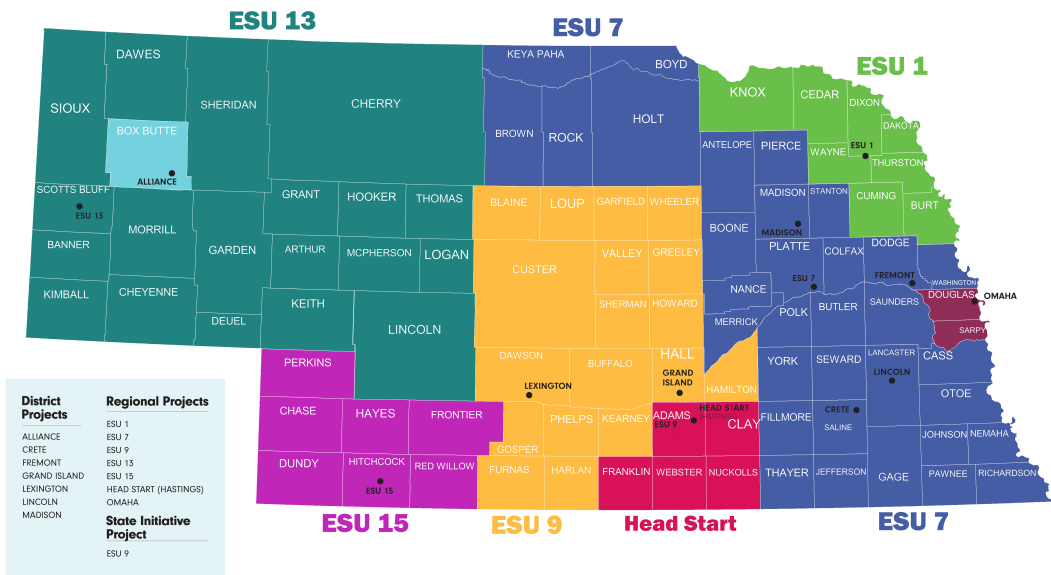 ESU 13
ESU 7
ESU 1
DAWES
KEYA PAHA
BOYD
SIOUX
SHERIDAN
CHERRY
KNOX
CEDAR
DIXON
BOX BUTTE
BROWN
ROCK
HOLT
DAKOTA
ANTELOPE
PIERCE
WAYNE
ESU 1
THURSTON
ALLIANCE
SCOTTS BLUFF
GRANT
HOOKER
THOMAS
BLAINE
LOUP
GARFIELD
WHEELER
MADISON
STANTON
CUMING
BURT
ESU 13
MORRILL
BOONE
MADISON
BANNER
GARDEN
ARTHUR
MCPHERSON
LOGAN
CUSTER
VALLEY
GREELEY
PLATTE
COLFAX
DODGE
ESU 7
FREMONT
WASHINGTON
KIMBALL
CHEYENNE
KEITH
SHERMAN
HOWARD
NANCE
DOUGLAS
OMAHA
DEUEL
LINCOLN
MERRICK
POLK
BUTLER
SAUNDERS
SARPY
PERKINS
DAWSON
BUFFALO
HALL
YORK
SEWARD
LANCASTER
CASS
GRAND
ISLAND
LINCOLN
LEXINGTON
HAMILTON
OTOE
CHASE
HAYES
FRONTIER
PHELPS
KEARNEY
ADAMS
HEAD START
(HASTINGS)
ESU 9
CLAY
FILLMORE
CRETE
SALINE
JOHNSON
NEMAHA
GOSPER
DUNDY
HITCHCOCK
RED WILLOW
FURNAS
HARLAN
FRANKLIN
WEBSTER
NUCKOLLS
THAYER
JEFFERSON
GAGE
PAWNEE
RICHARDSON
ESU 15
ESU 15
ESU 9
Head Start
ESU 7
District
Projects
ALLIANCE
CRETE
FREMONT
GRAND ISLAND
LEXINGTON
LINCOLN
MADISON
Regional Projects
ESU 1
ESU 7
ESU 9
ESU 13
ESU 15
HEAD START (HASTINGS)
OMAHA
State Initiative
Project
ESU 9